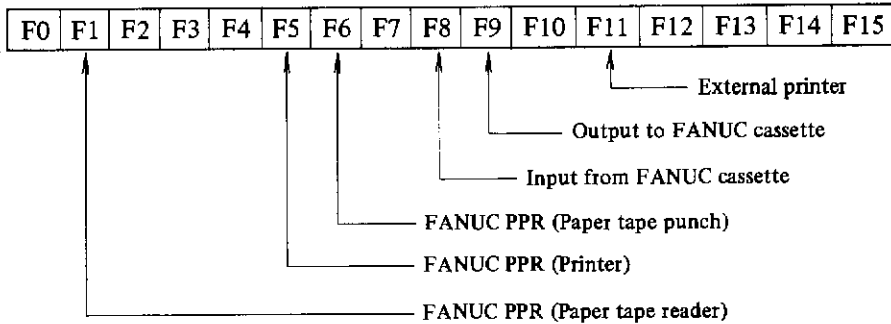 F0 F1 F2 F3 F4 F5 F6 F7 F8 F9 F10 F11 F12 F13 F14 F15
External printer
Output to FANUC cassette
Input from FANUC cassette
FANUC PPR (Paper tape punch)
FANUC PPR (Printer)
FANUC PPR (Paper tape reader)